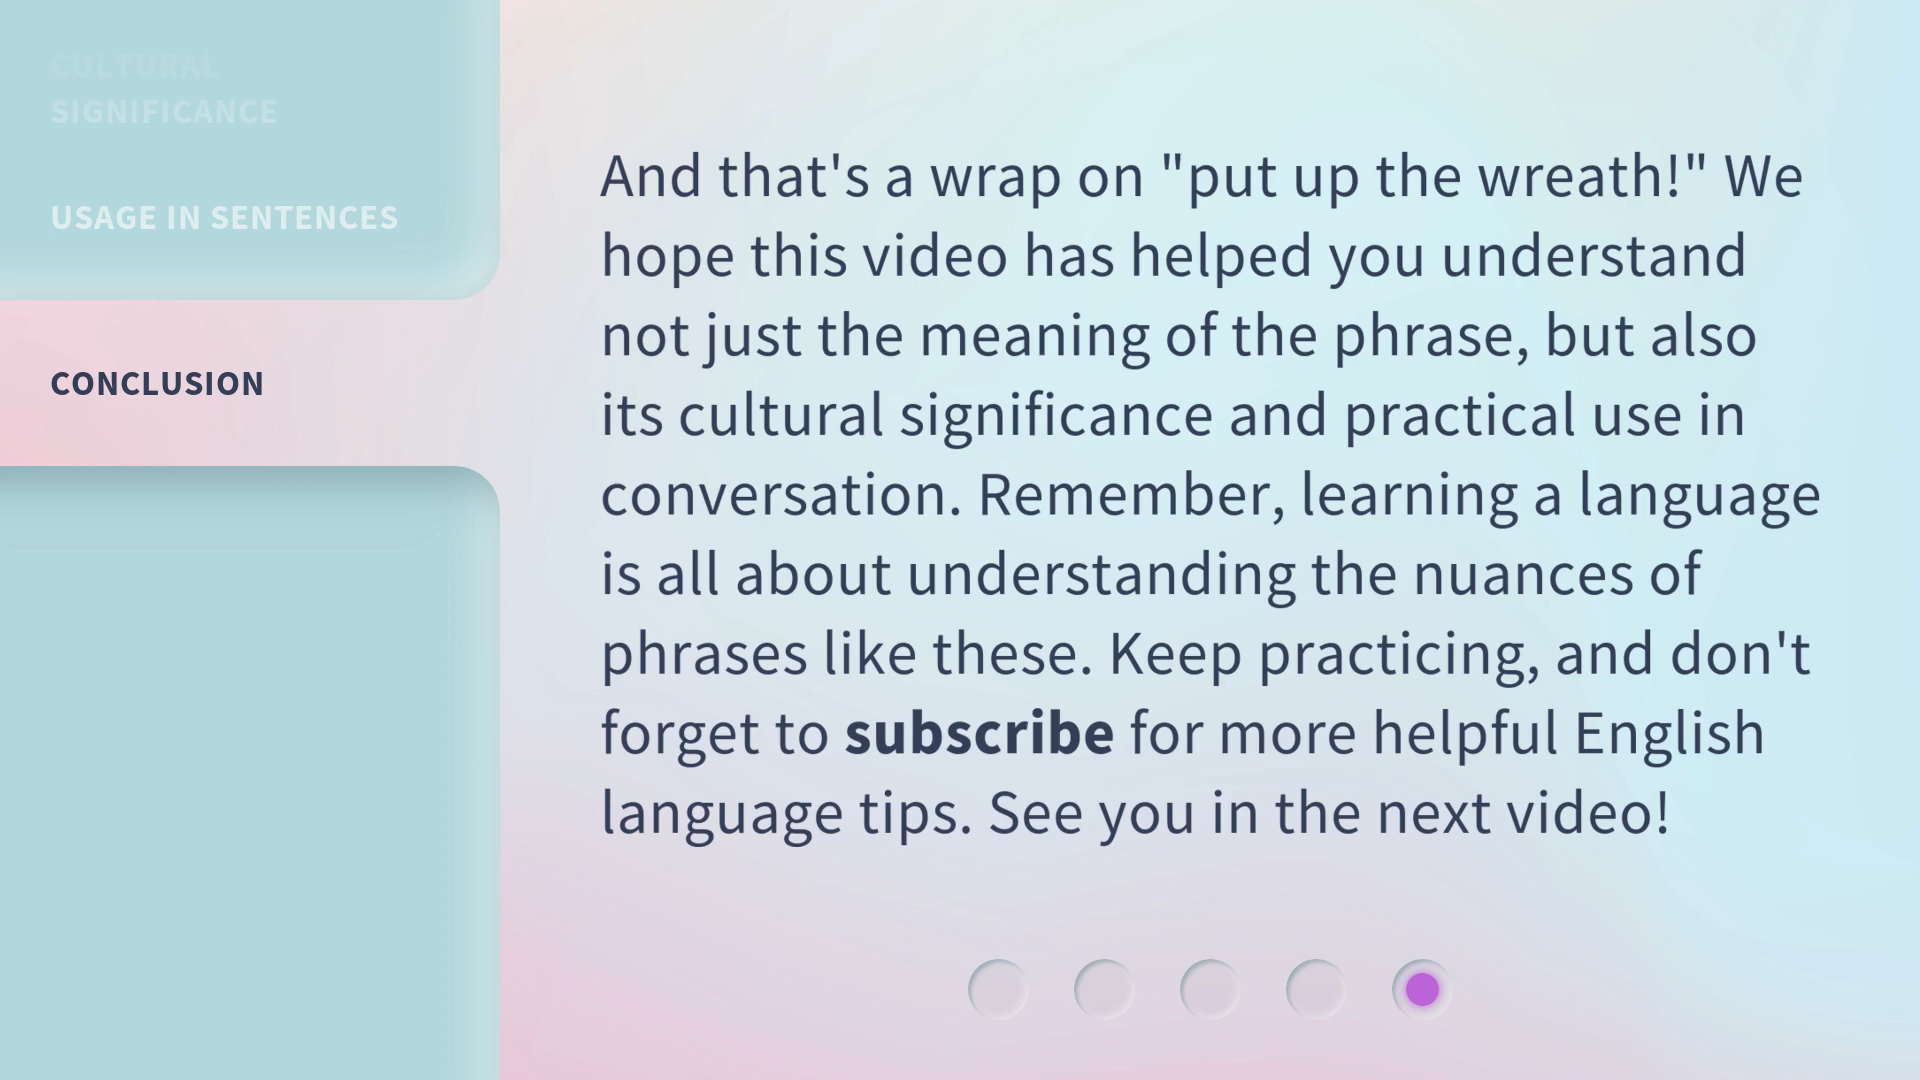 CULTURAL
SIGNIFICANCE
USAGE IN SENTENCES
CONCLUSION
And that's a wrap on "put up the wreath!" We
hope this video has helped you understand
not just the meaning of the phrase, but also
its cultural significance and practical use in
conversation. Remember, learning a language
is all about understanding the nuances of
phrases like these. Keep practicing, and don't
forget to subscribe for more helpful English
language tips. See you in the next video!